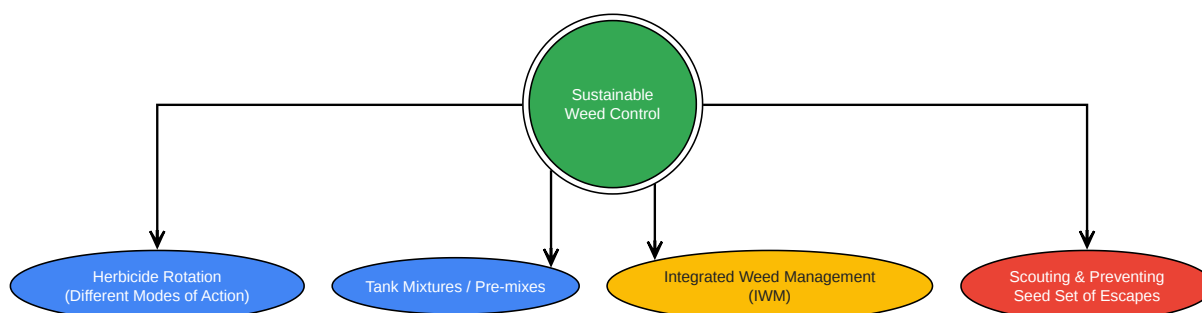 Sustainable
Weed Control
Herbicide Rotation
(Different Modes of Action)
Tank Mixtures / Pre-mixes
Integrated Weed Management
(IWM)
Scouting & Preventing
Seed Set of Escapes